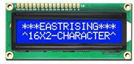 ***EASTRISING***
^16X2-CHARACTER^